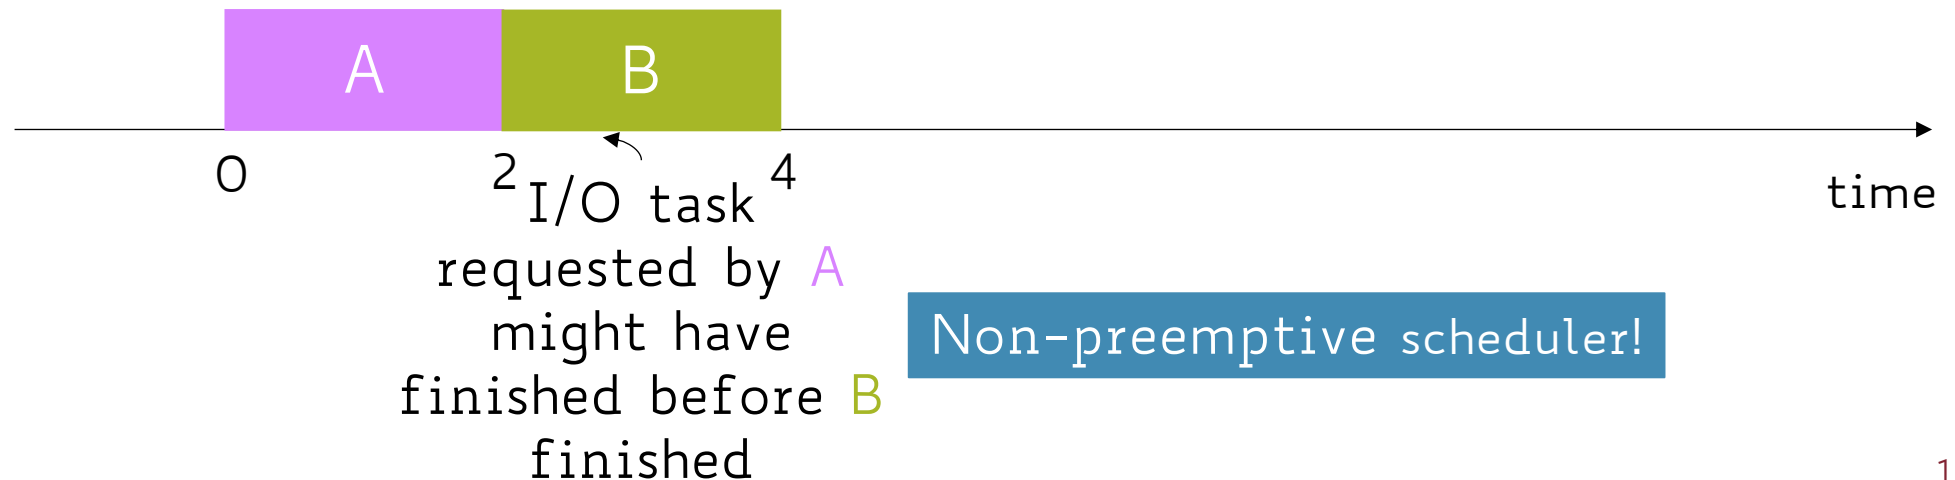 A B
0 2 4 time
I/O task
requested by A
might have
finished before B
finished
Non-preemptive scheduler!
1